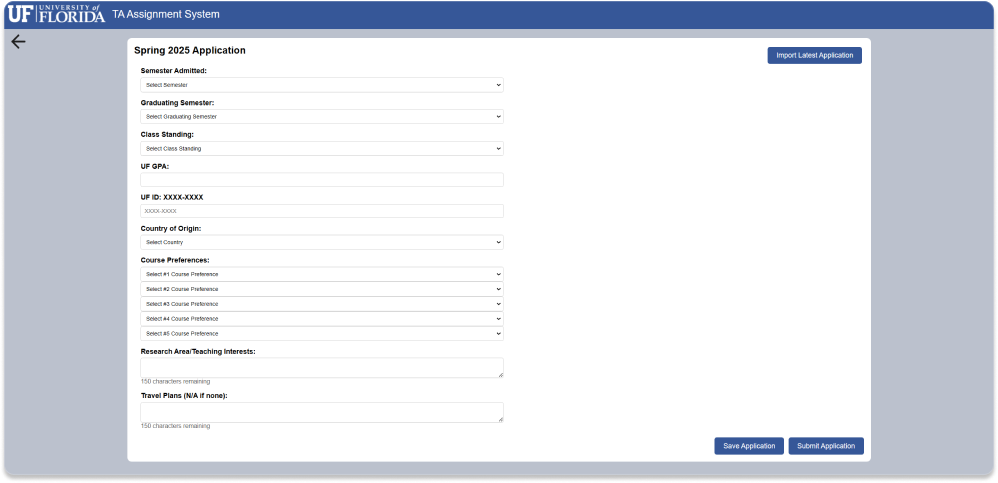 UF UNIVERSITY of
FLORIDA TA Assignment System
Spring 2025 Application
Import Latest Application
Semester Admitted:
Select Semester
Graduating Semester:
Select Graduating Semester
Class Standing:
Select Class Standing
UF GPA:
UF ID: XXXX-XXXX
XXXX-XXXX
Country of Origin:
Select Country
Course Preferences:
Select #1 Course Preference
Select #2 Course Preference
Select #3 Course Preference
Select #4 Course Preference
Select #5 Course Preference
Research Area/Teaching Interests:
150 characters remaining
Travel Plans (N/A if none):
150 characters remaining
Save Application Submit Application